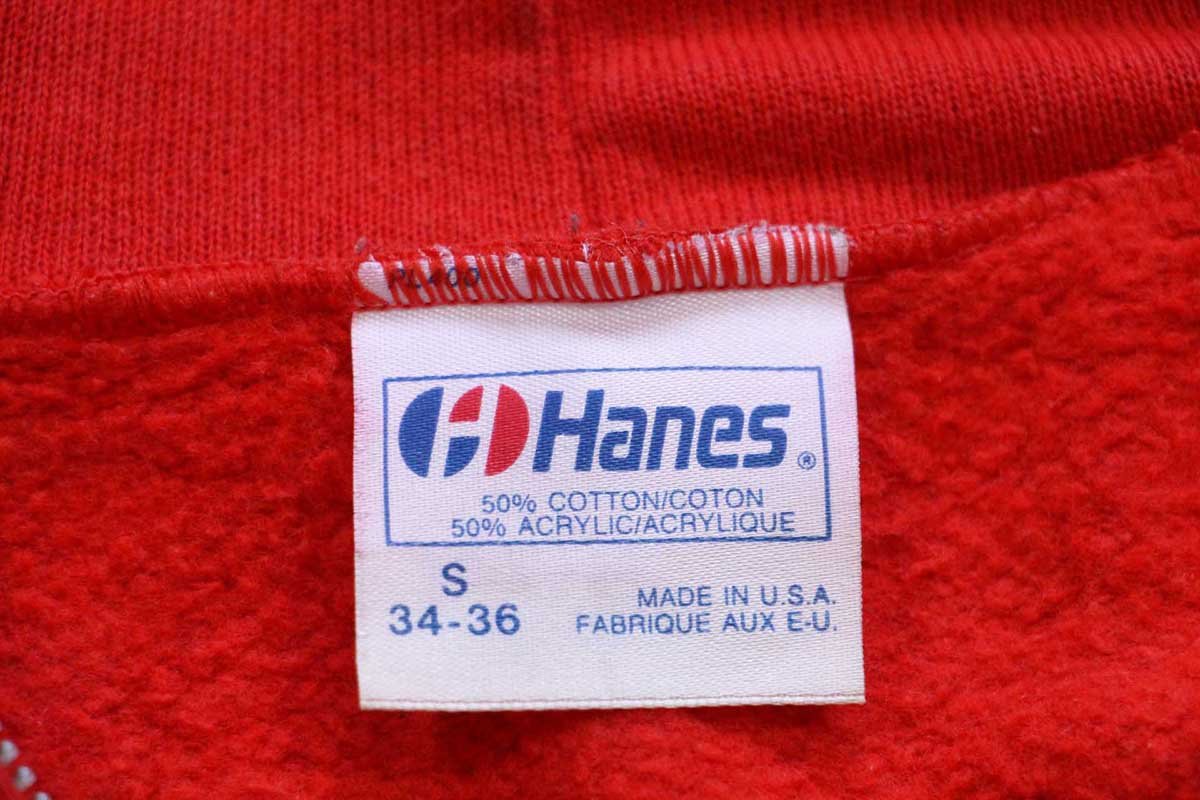 Hanes ®
50% COTTON/COTON
50% ACRYLIC/ACRYLIQUE
S
34-36
MADE IN U.S.A.
FABRIQUE AUX E-U.